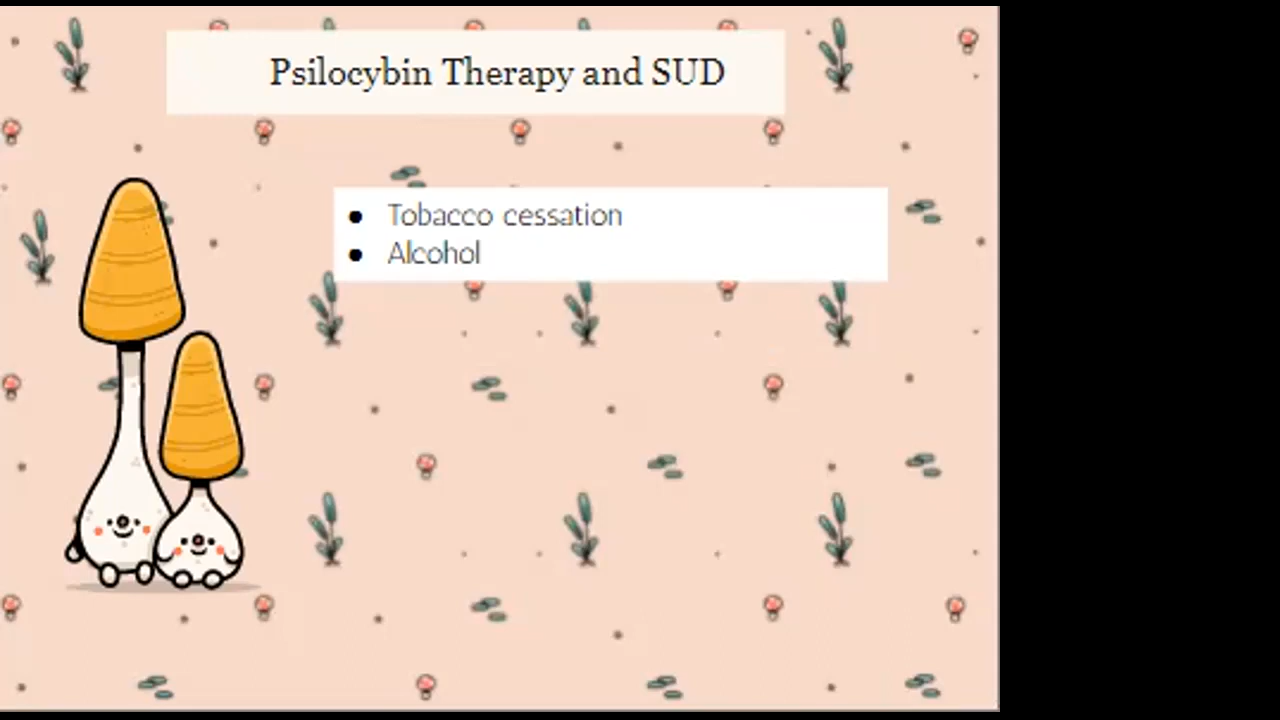 Psilocybin Therapy and SUD
● Tobacco cessation
● Alcohol